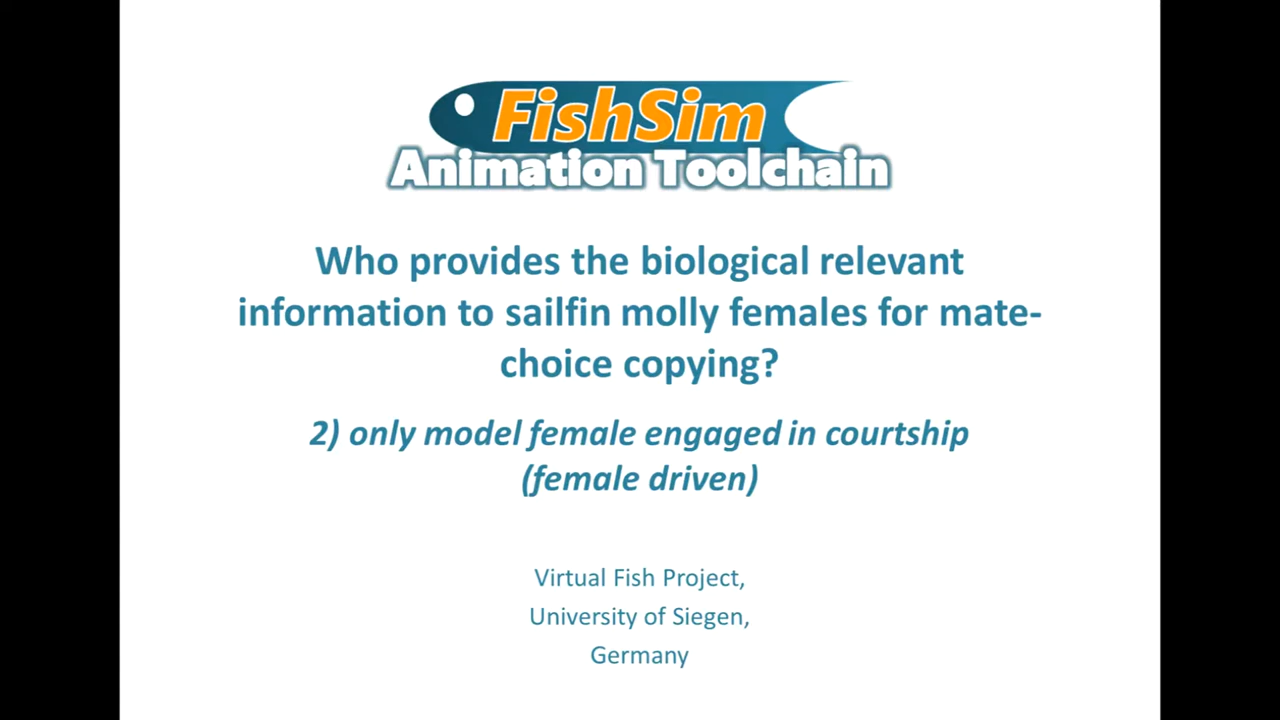 FishSim
Animation Toolchain
Who provides the biological relevant
information to sailfin molly females for mate-
choice copying?
2) only model female engaged in courtship
(female driven)
Virtual Fish Project,
University of Siegen,
Germany